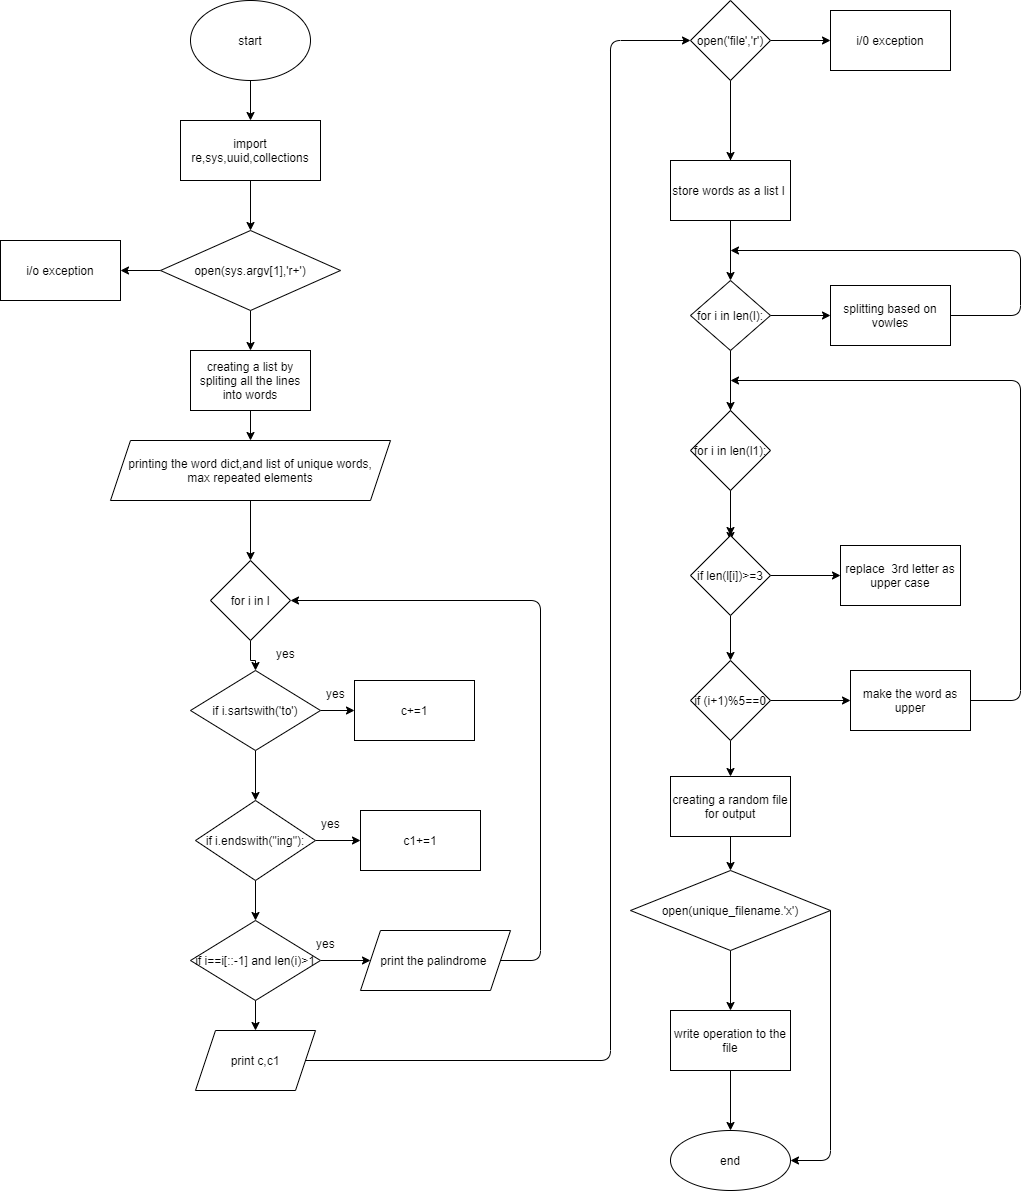 start
import
re,sys,uuid,collections
open(sys.argv[1],'r+')
i/o exception
creating a list by
spliting all the lines
into words
printing the word dict,and list of unique words,
max repeated elements
for i in l
yes
if i.sartswith('to')
yes
c+=1
if i.endswith("ing"):
yes
c1+=1
if i==i[::-1] and len(i)>1
yes
print the palindrome
print c,c1
open('file','r')
i/0 exception
store words as a list l
for i in len(l):
splitting based on
vowles
for i in len(l1):
if len(l[i])>=3
replace  3rd letter as
upper case
if (i+1)%5==0
make the word as
upper
creating a random file
for output
open(unique_filename.'x')
write operation to the
file
end